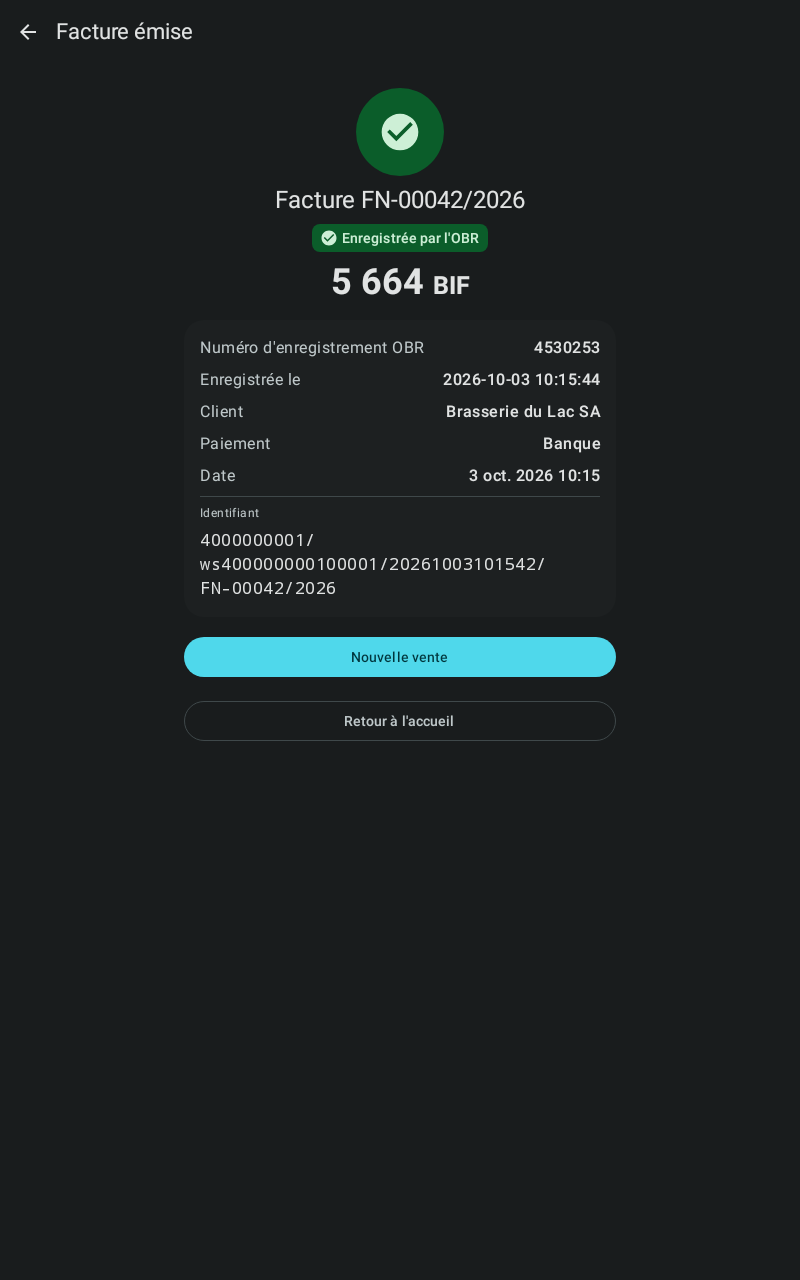 Facture émise
Facture FN-00042/2026
Enregistrée par l'OBR
5 664 BIF
Numéro d'enregistrement OBR 4530253
Enregistrée le 2026-10-03 10:15:44
Client Brasserie du Lac SA
Paiement Banque
Date 3 oct. 2026 10:15
Identifiant
4000000001/
ws400000000100001/20261003101542/
FN-00042/2026
Nouvelle vente
Retour à l'accueil